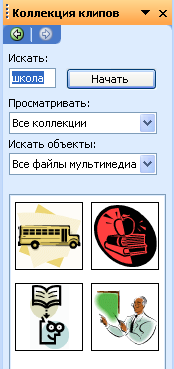 Коллекция клипов
Искать:
школа
Начать
Просматривать:
Все коллекции
Искать объекты:
Все файлы мультимедиа